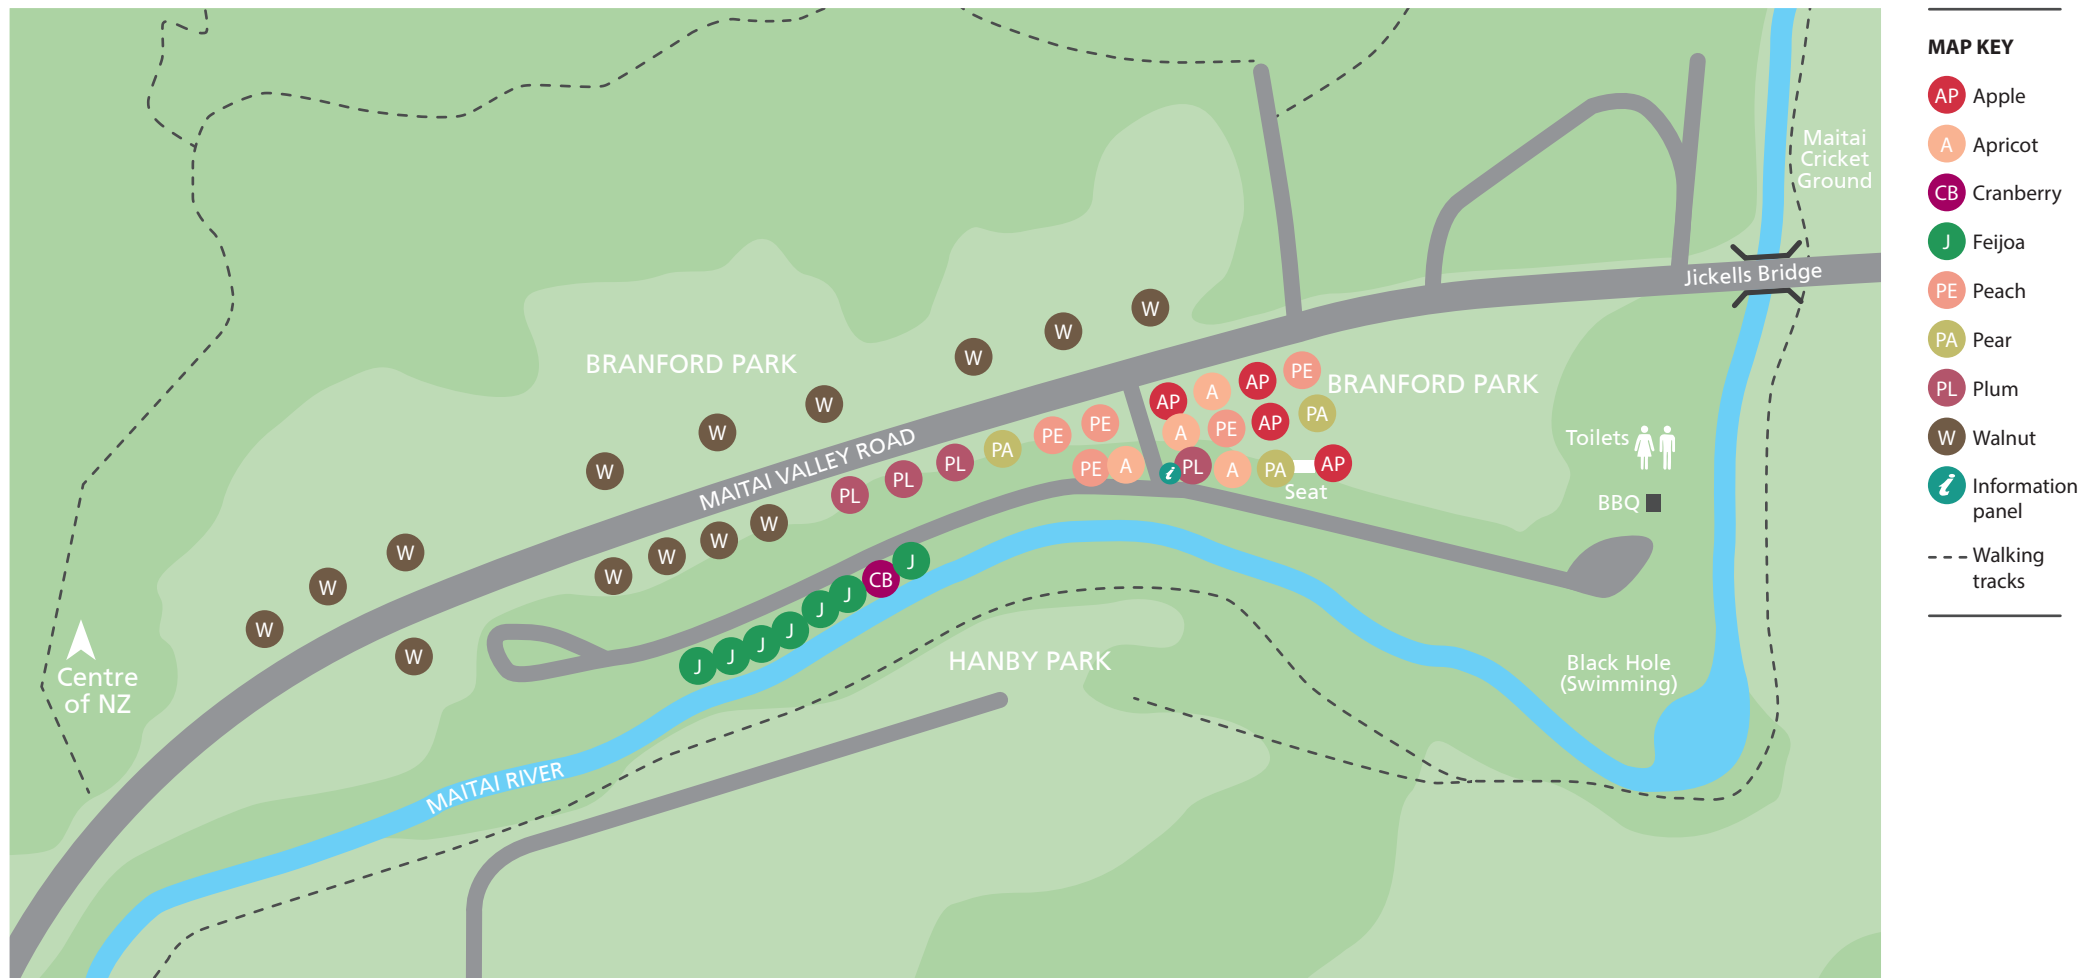 MAP KEY
AP Apple
A Apricot
CB Cranberry
J Feijoa
PE Peach
PA Pear
PL Plum
W Walnut
i Information
panel
Walking
tracks
Maitai
Cricket
Ground
Jickells Bridge
W
W
W
W
W
W
W
W
W
BRANFORD PARK
BRANFORD PARK
MAITAI VALLEY ROAD
AP
A
AP
PE
A
PE
AP
PA
i
PL
A
PA
AP
Seat
PL
PL
PL
PA
PE
PE
PE
A
W
W
W
W
W
Toilets
BBQ
J
J
J
J
J
J
CB
J
Centre
of NZ
HANBY PARK
Black Hole
(Swimming)
MAITAI RIVER